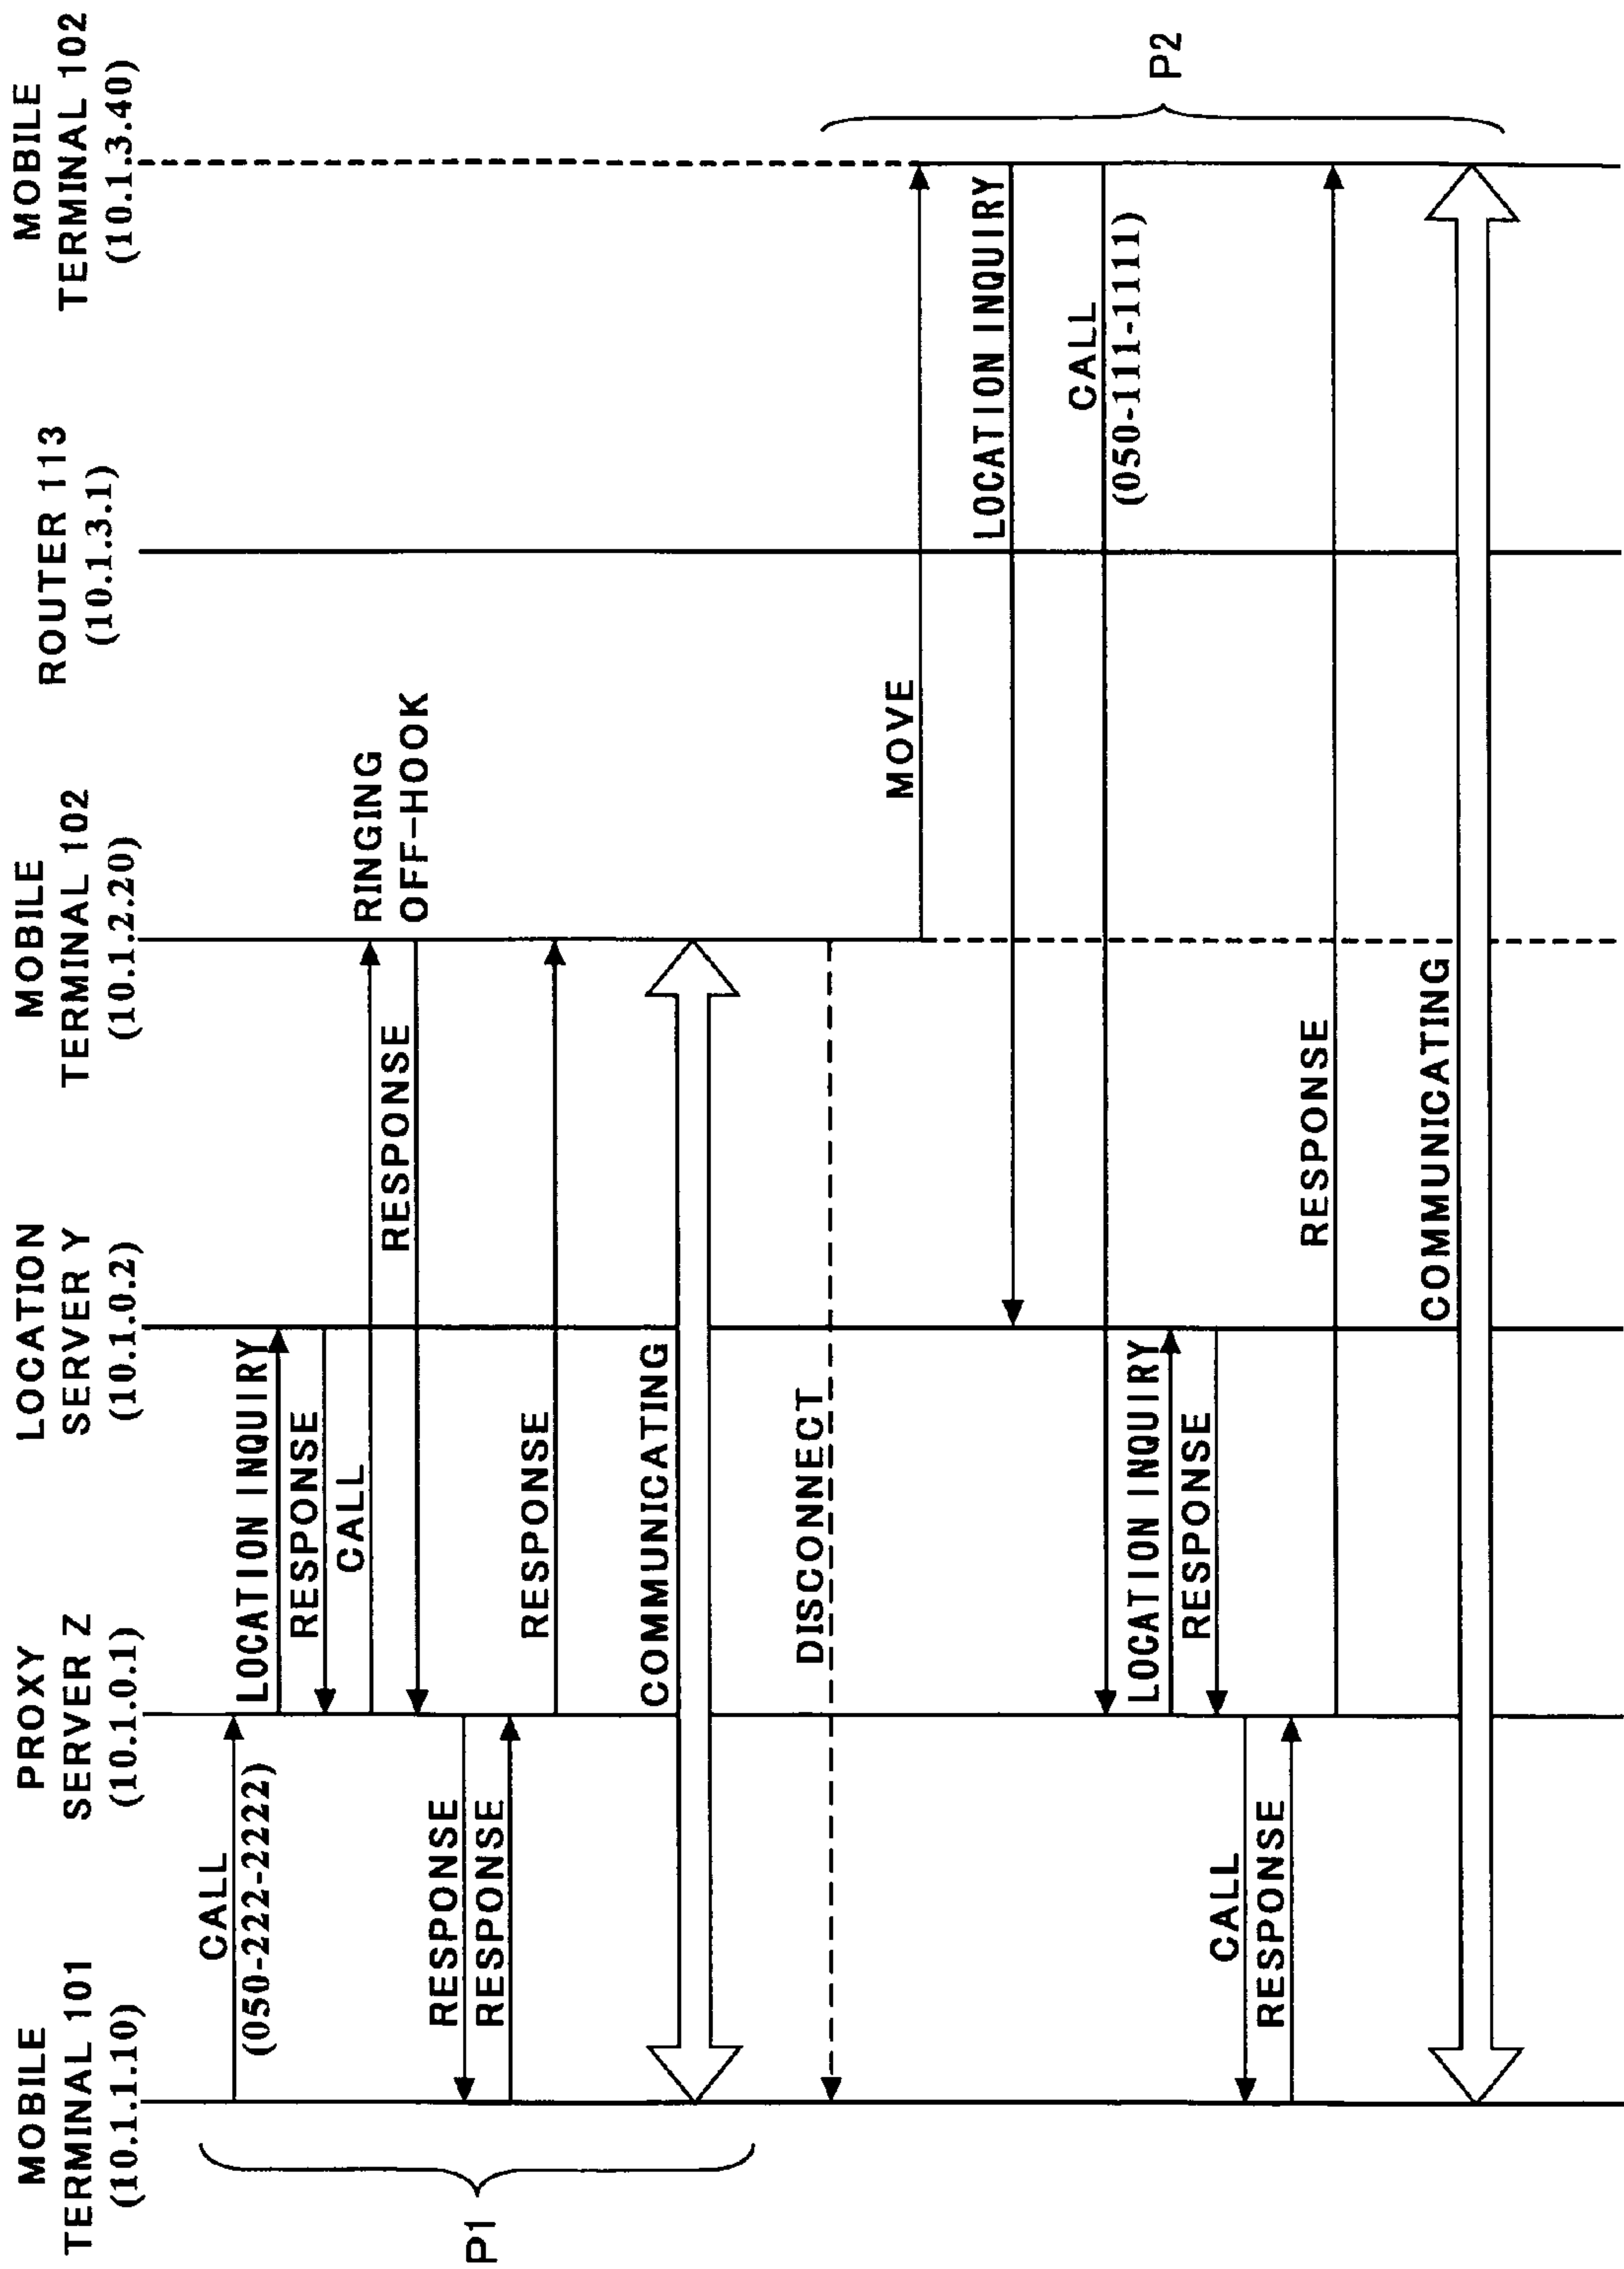 MOBILE
TERMINAL 101
(10.1.1.10)
PROXY
SERVER Z
(10.1.0.1)
LOCATION
SERVER Y
(10.1.0.2)
MOBILE
TERMINAL 102
(10.1.2.20)
ROUTER 113
(10.1.3.1)
MOBILE
TERMINAL 102
(10.1.3.40)
P1
CALL
(050-222-2222)
LOCATION INQUIRY
RESPONSE
CALL
RINGING
RESPONSE
OFF-HOOK
RESPONSE
RESPONSE
RESPONSE
COMMUNICATING
DISCONNECT
MOVE
LOCATION INQUIRY
CALL
(050-111-1111)
P2
LOCATION INQUIRY
RESPONSE
CALL
RESPONSE
RESPONSE
COMMUNICATING